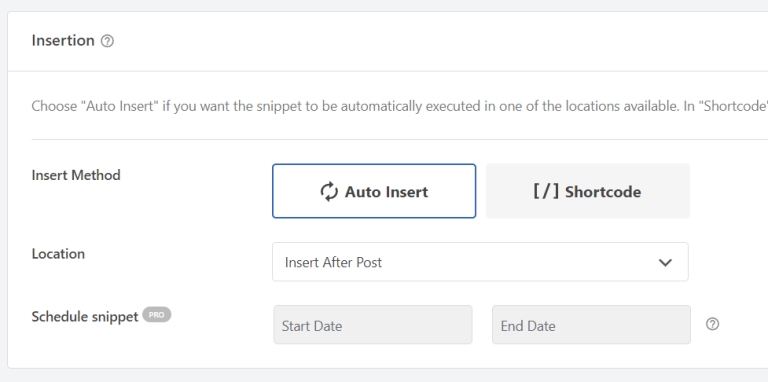 Insertion
Choose "Auto Insert" if you want the snippet to be automatically executed in one of the locations available. In "Shortcode"
Insert Method
Auto Insert
[/] Shortcode
Location
Insert After Post
Schedule snippet PRO
Start Date
End Date